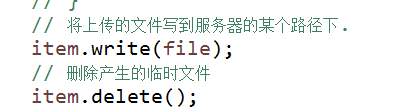 // }
// 将上传的文件写到服务器的某个路径下.
item.write(file);
// 删除产生的临时文件
item.delete();